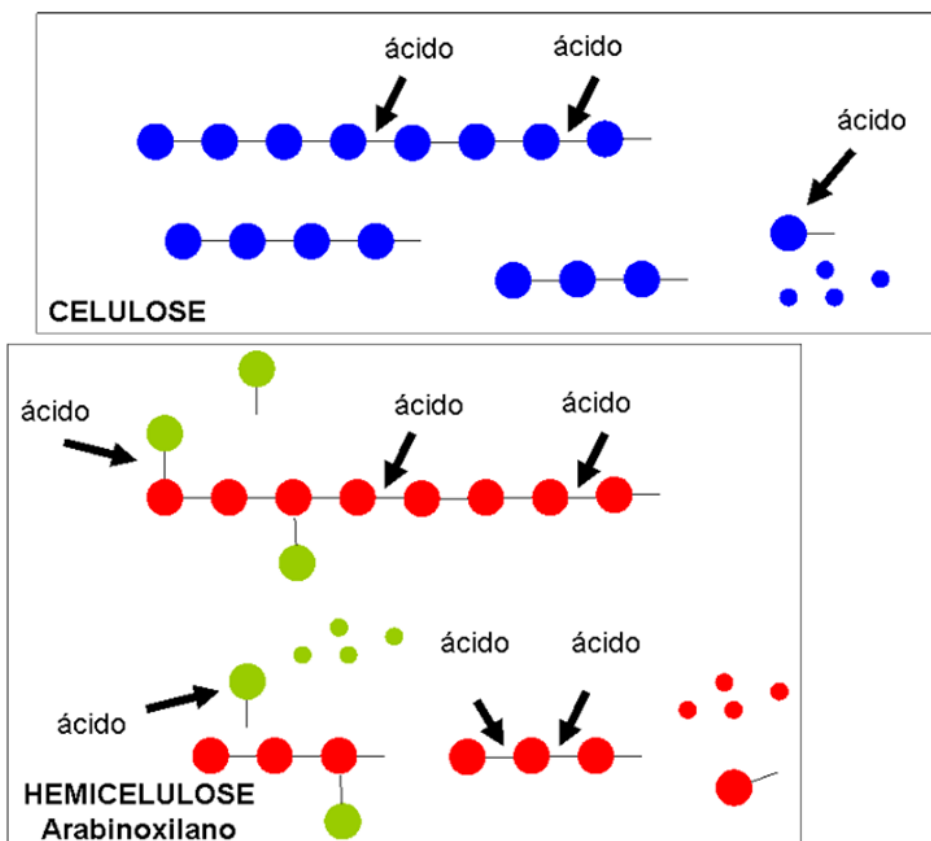 ácido
ácido
ácido
CELULOSE
ácido
ácido
ácido
ácido
ácido
ácido
HEMICELULOSE
Arabinoxilano